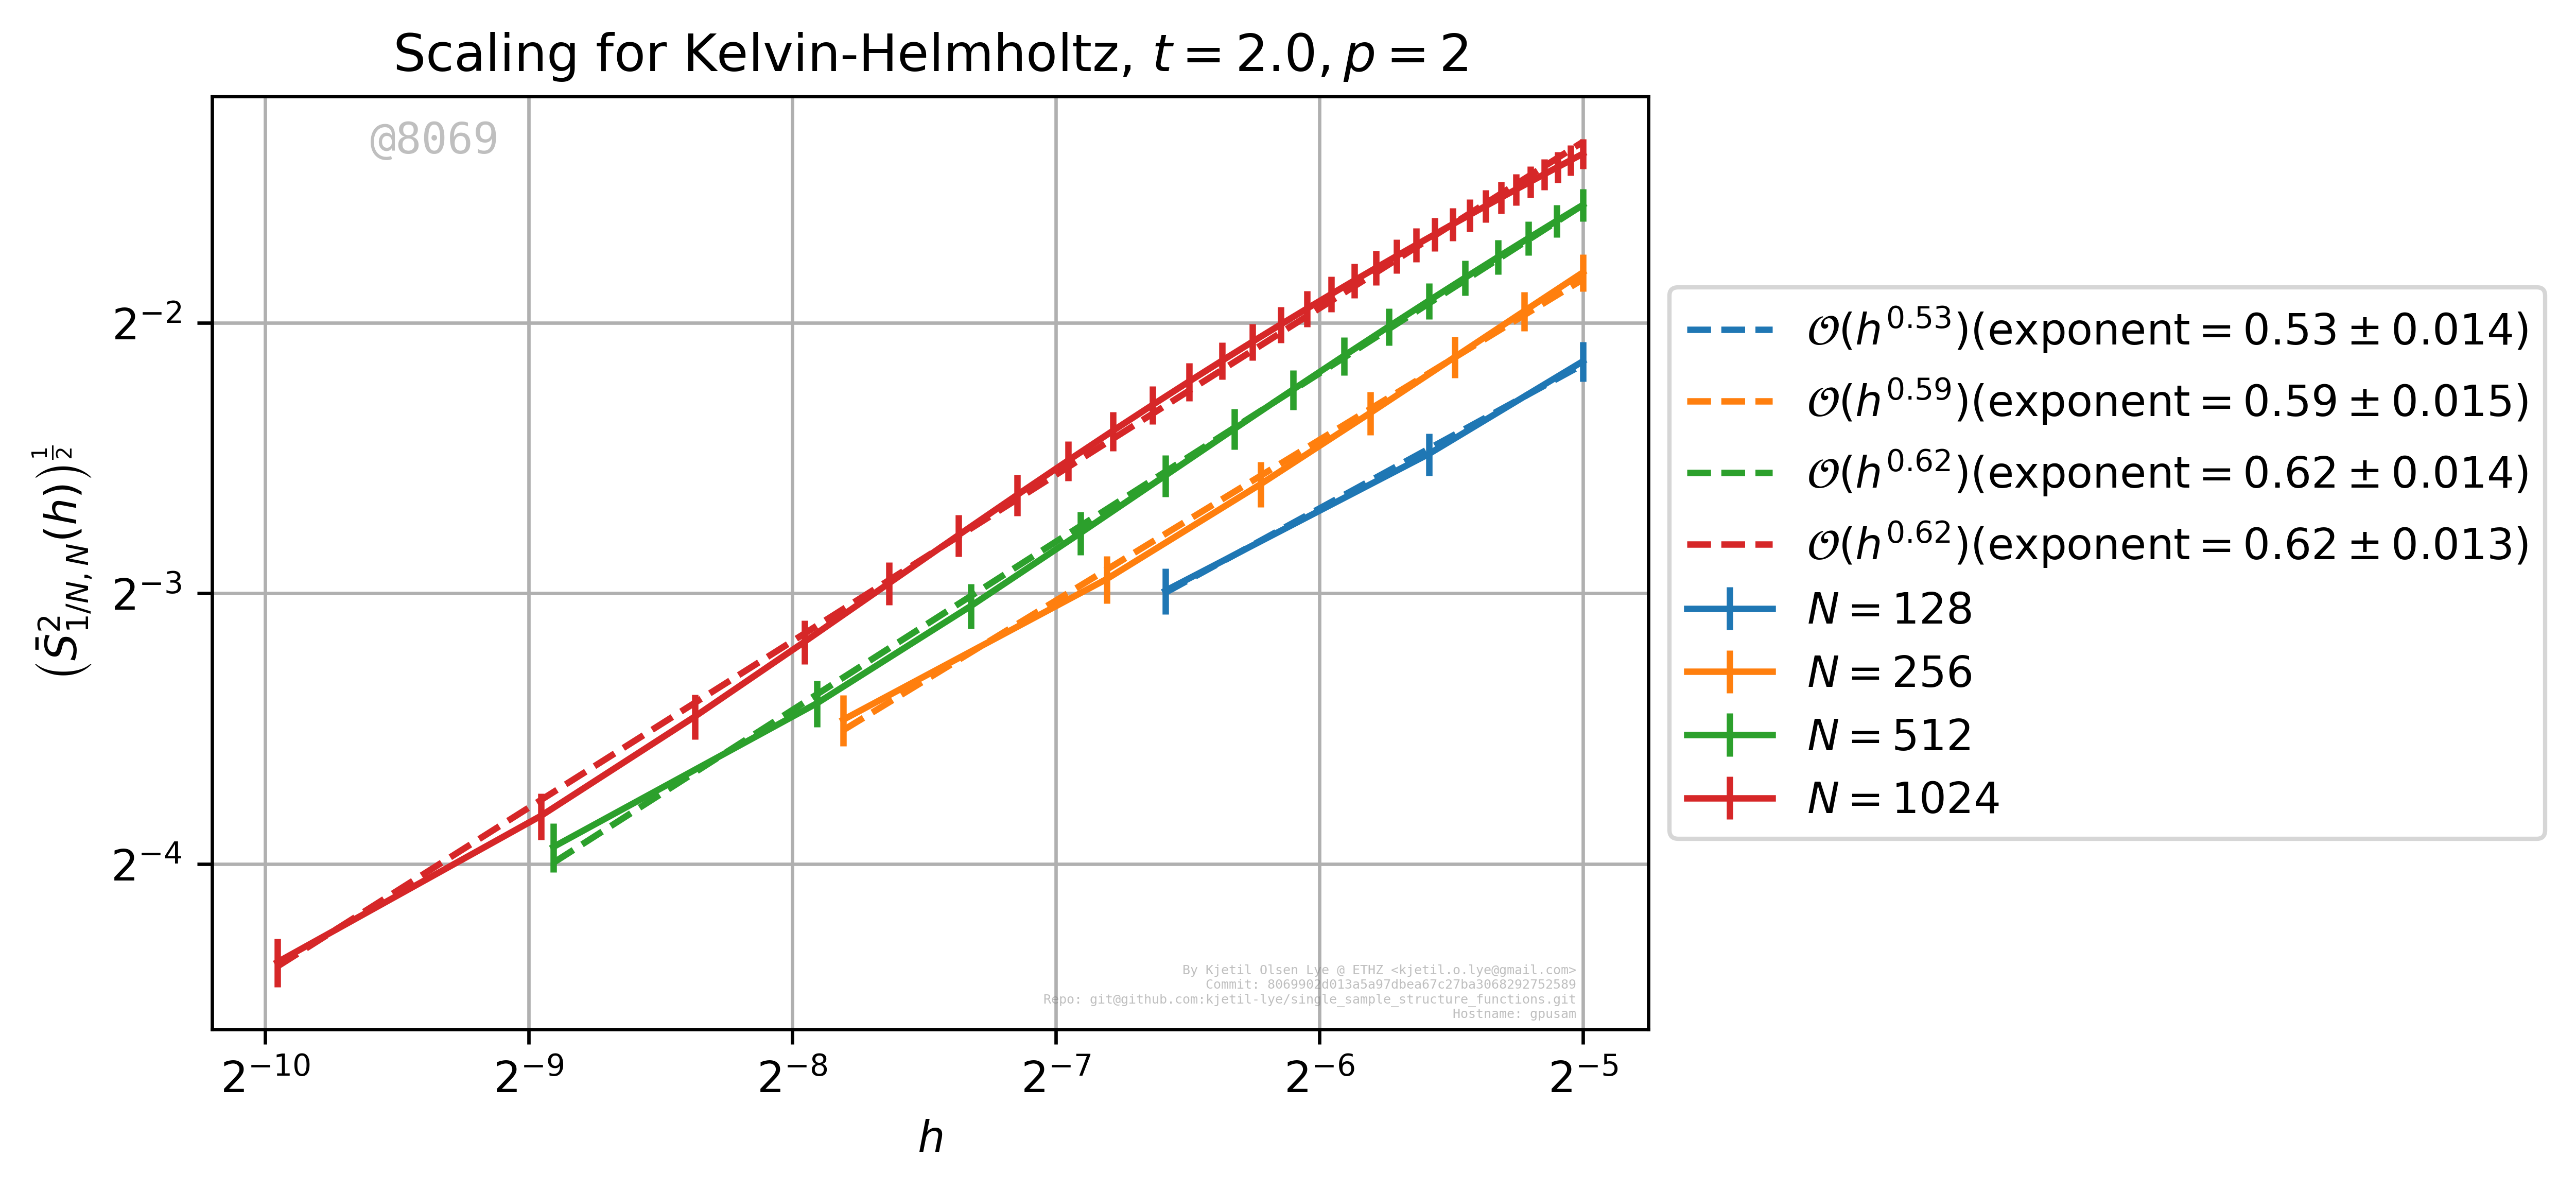 Scaling for Kelvin-Helmholtz, t = 2.0, p = 2
@8069
2⁻²
2⁻³
2⁻⁴
(S̄²₁/N,N(h))^½
2⁻¹⁰ 2⁻⁹ 2⁻⁸ 2⁻⁷ 2⁻⁶ 2⁻⁵
h
By Kjetil Olsen Lye @ ETHZ <kjetil.o.lye@gmail.com>
Commit: 8069902d013a5a97dbea67c27ba3068292752589
Repo: git@github.com:kjetil-lye/single_sample_structure_functions.git
Hostname: gpusam
𝒪(h^0.53)(exponent = 0.53 ± 0.014)
𝒪(h^0.59)(exponent = 0.59 ± 0.015)
𝒪(h^0.62)(exponent = 0.62 ± 0.014)
𝒪(h^0.62)(exponent = 0.62 ± 0.013)
N = 128
N = 256
N = 512
N = 1024